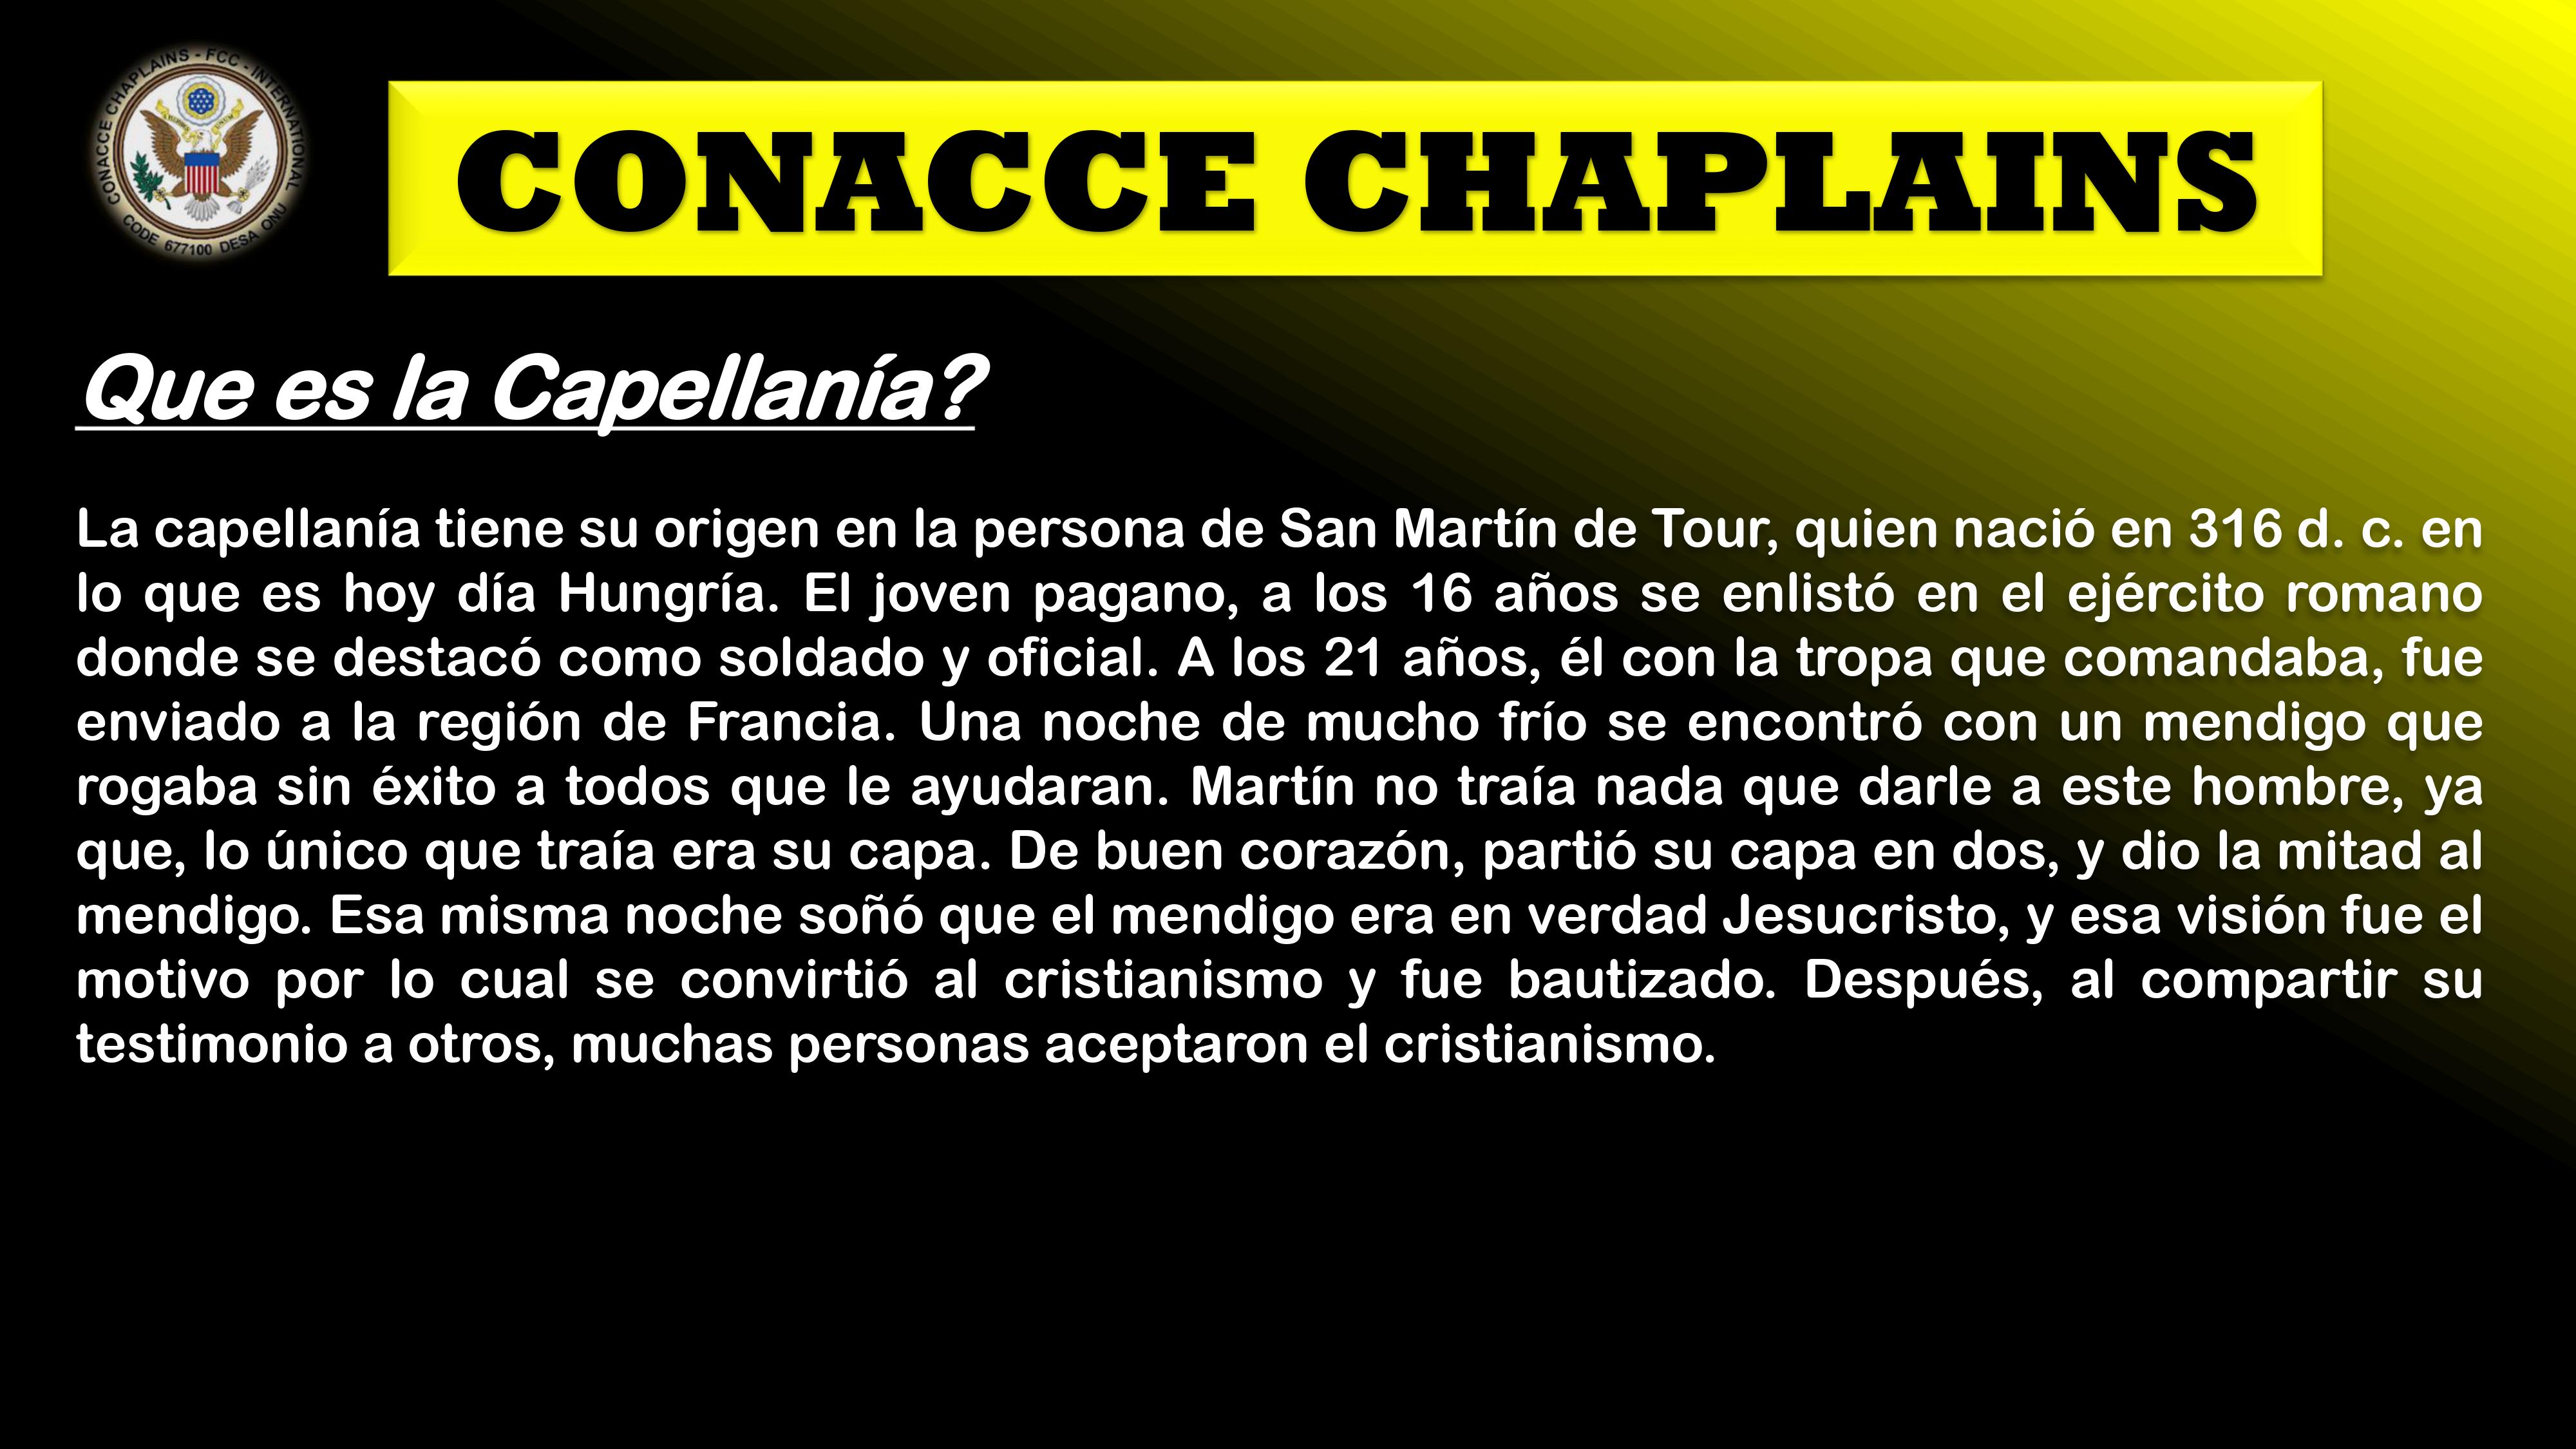 CONACCE CHAPLAINS - FCC - INTERNATIONAL
CODE 677100 DESA ONU
CONACCE CHAPLAINS
Que es la Capellanía?
La capellanía tiene su origen en la persona de San Martín de Tour, quien nació en 316 d. c. en
lo que es hoy día Hungría. El joven pagano, a los 16 años se enlistó en el ejército romano
donde se destacó como soldado y oficial. A los 21 años, él con la tropa que comandaba, fue
enviado a la región de Francia. Una noche de mucho frío se encontró con un mendigo que
rogaba sin éxito a todos que le ayudaran. Martín no traía nada que darle a este hombre, ya
que, lo único que traía era su capa. De buen corazón, partió su capa en dos, y dio la mitad al
mendigo. Esa misma noche soñó que el mendigo era en verdad Jesucristo, y esa visión fue el
motivo por lo cual se convirtió al cristianismo y fue bautizado. Después, al compartir su
testimonio a otros, muchas personas aceptaron el cristianismo.